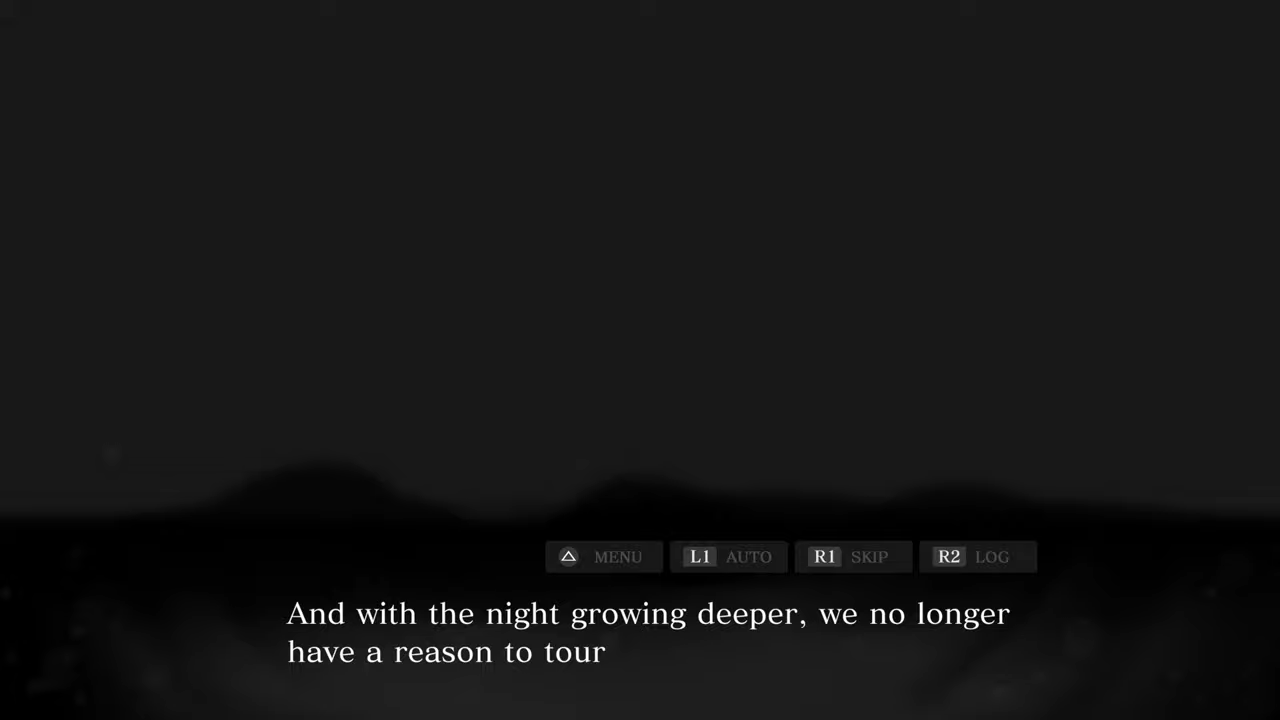 MENU L1 AUTO R1 SKIP R2 LOG
And with the night growing deeper, we no longer
have a reason to tour